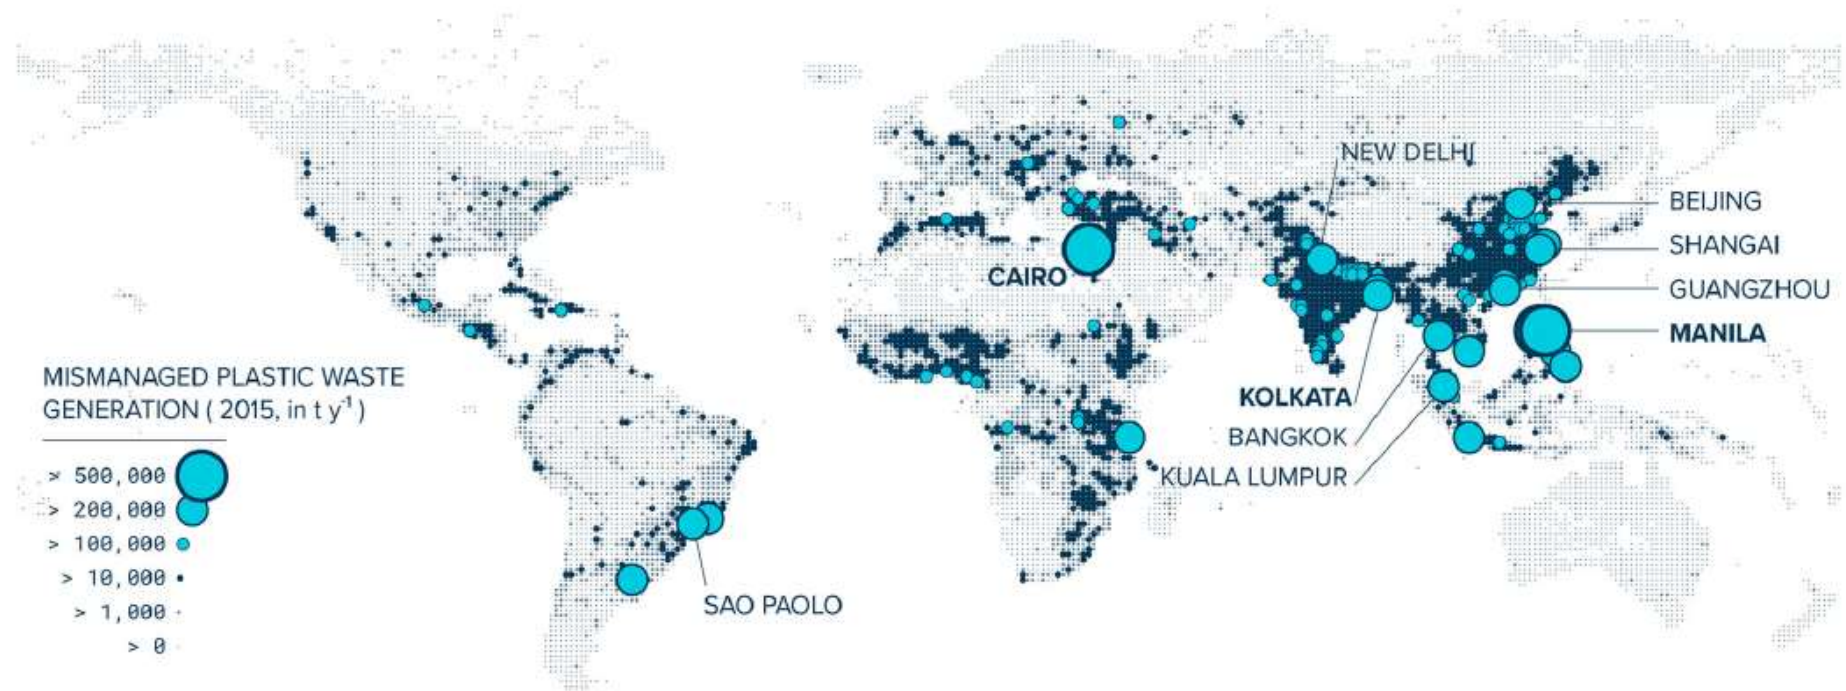 NEW DELHI
BEIJING
SHANGAI
CAIRO
GUANGZHOU
MANILA
MISMANAGED PLASTIC WASTE
GENERATION ( 2015, in t y⁻¹ )
KOLKATA
BANGKOK
KUALA LUMPUR
> 500,000
> 200,000
> 100,000
> 10,000
> 1,000
> 0
SAO PAOLO